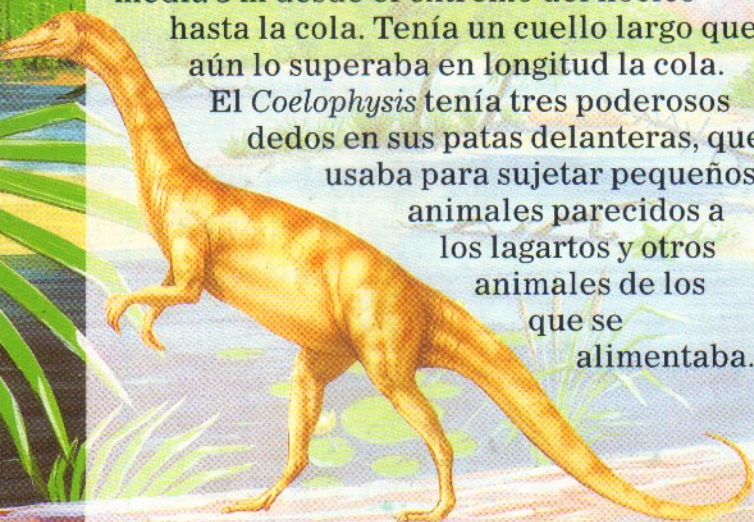 hasta la cola. Tenía un cuello largo que
aún lo superaba en longitud la cola.
El Coelophysis tenía tres poderosos
dedos en sus patas delanteras, que
usaba para sujetar pequeños
animales parecidos a
los lagartos y otros
animales de los
que se
alimentaba.